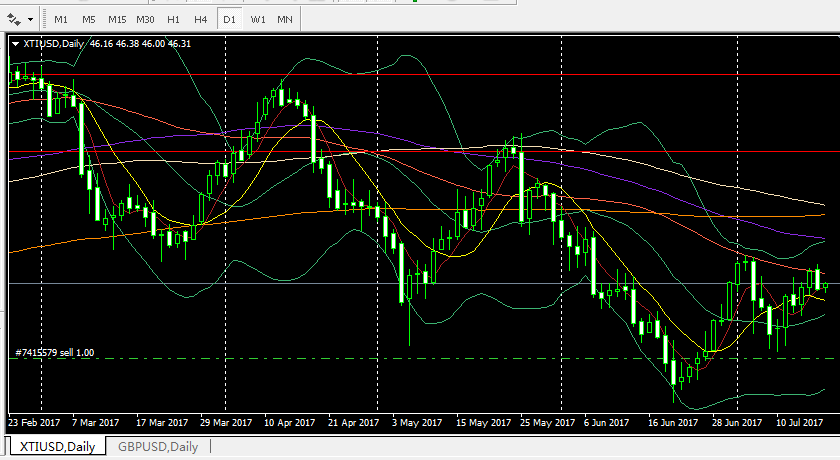 M1 M5 M15 M30 H1 H4 D1 W1 MN
XTIUSD,Daily 46.16 46.38 46.00 46.31
#7415579 sell 1.00
23 Feb 2017 7 Mar 2017 17 Mar 2017 29 Mar 2017 10 Apr 2017 21 Apr 2017 3 May 2017 15 May 2017 25 May 2017 6 Jun 2017 16 Jun 2017 28 Jun 2017 10 Jul 2017
XTIUSD,Daily GBPUSD,Daily